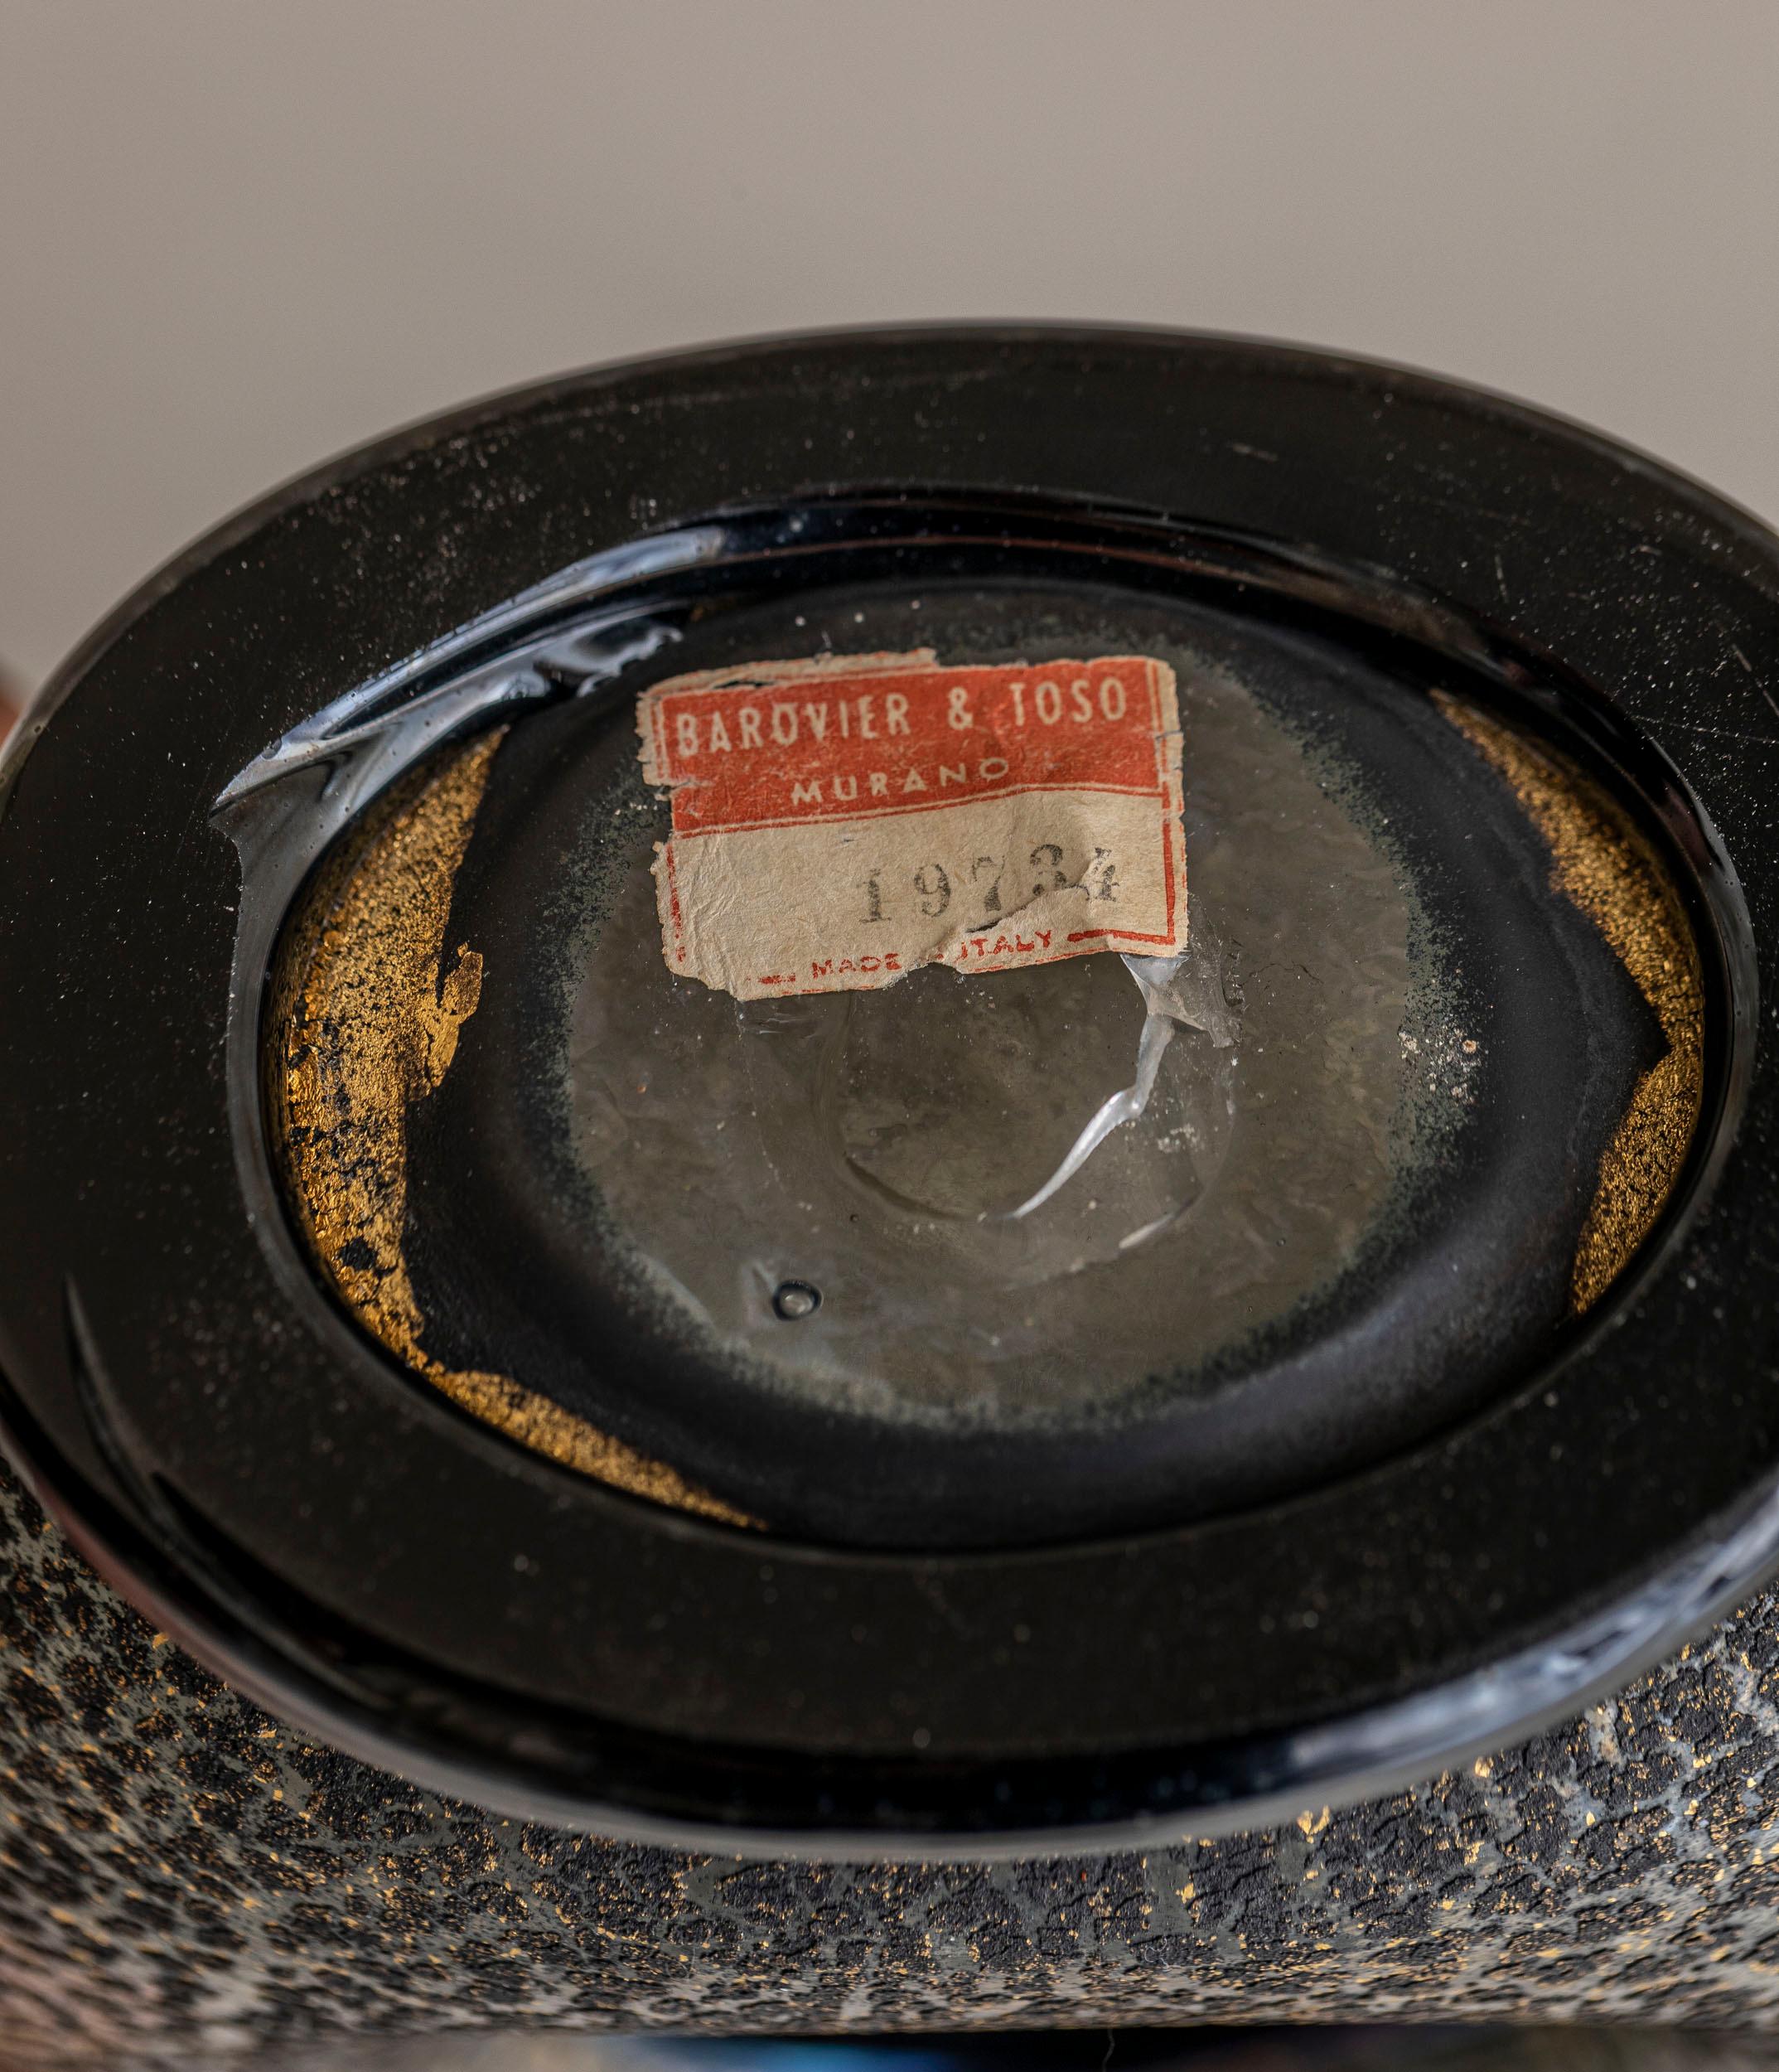 BAROVIER & TOSO
MURANO
19734
MADE ITALY